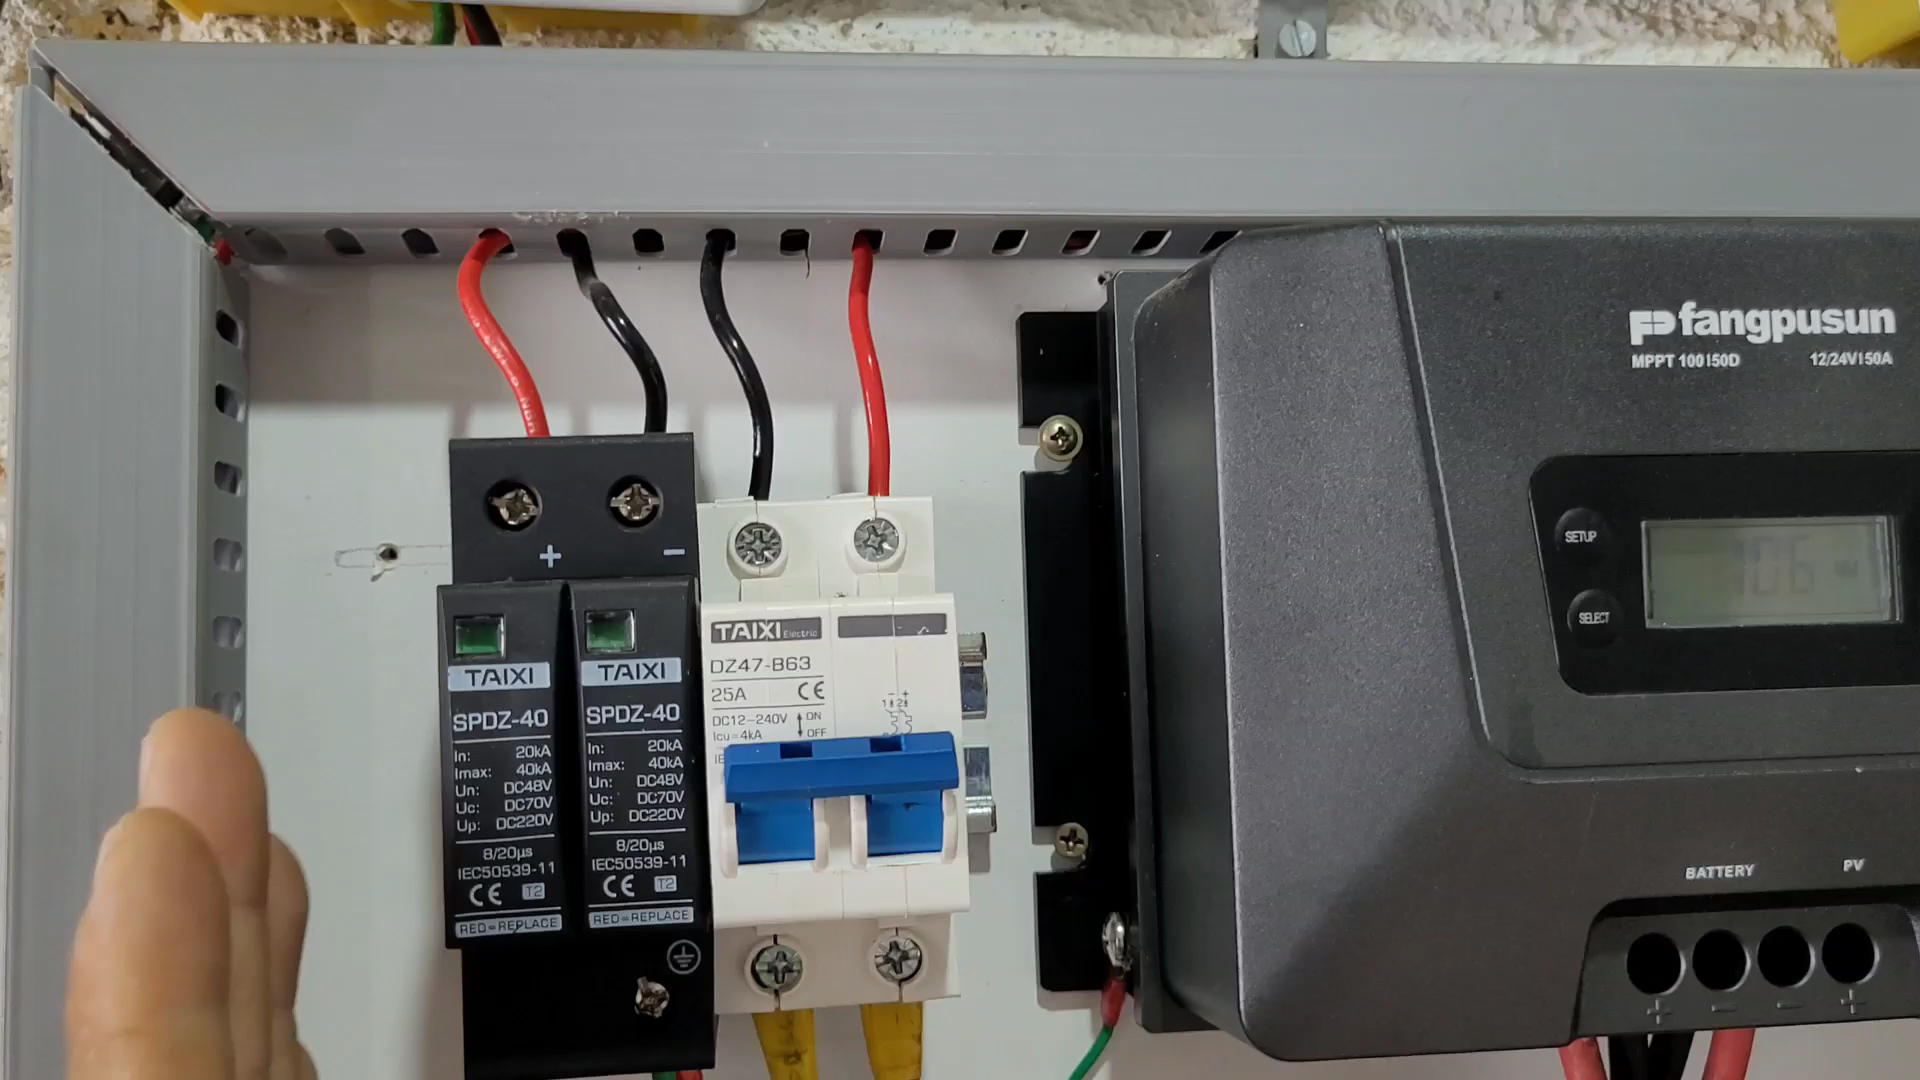 fangpusun
MPPT 100150D 12/24V150A
SETUP
SELECT
BATTERY PV
+ − − +
+ −
TAIXI
SPDZ-40
In: 20kA
Imax: 40kA
Un: DC48V
Uc: DC70V
Up: DC220V
8/20µs
IEC50539-11
CE T2
RED=REPLACE
TAIXI
SPDZ-40
In: 20kA
Imax: 40kA
Un: DC48V
Uc: DC70V
Up: DC220V
8/20µs
IEC50539-11
CE T2
RED=REPLACE
TAIXI Electric
DZ47-B63
25A CE
DC12-240V ON
Icu=4kA OFF